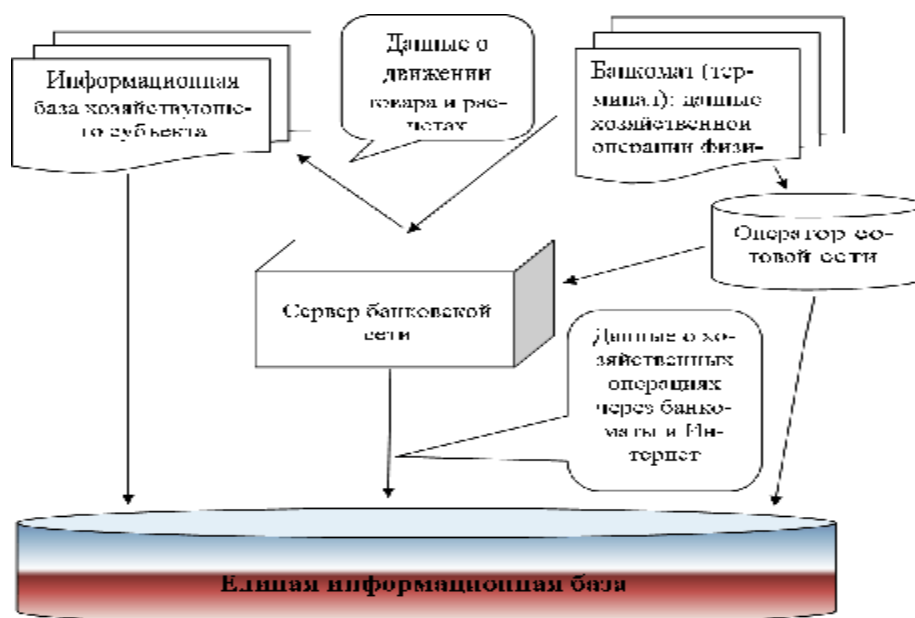 Информационная
база хозяйствующе-
го субъекта
Данные о
движении
товара и рас-
четах
Банкомат (тер-
минал): данные
хозяйственной
операции физи-
Оператор со-
товой сети
Сервер банковской
сети
Данные о хо-
зяйственных
операциях
через банко-
маты и Ин-
тернет
Единая информационная база